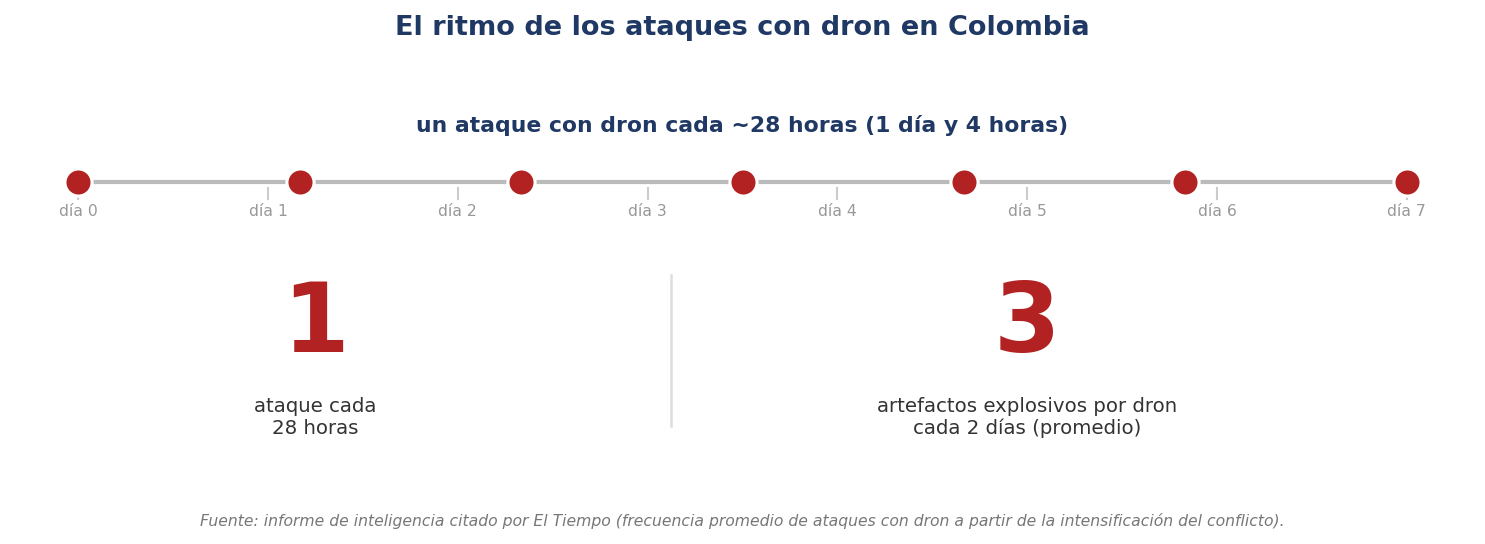 El ritmo de los ataques con dron en Colombia
un ataque con dron cada ~28 horas (1 día y 4 horas)
día 0 día 1 día 2 día 3 día 4 día 5 día 6 día 7
1
ataque cada
28 horas
3
artefactos explosivos por dron
cada 2 días (promedio)
Fuente: informe de inteligencia citado por El Tiempo (frecuencia promedio de ataques con dron a partir de la intensificación del conflicto).